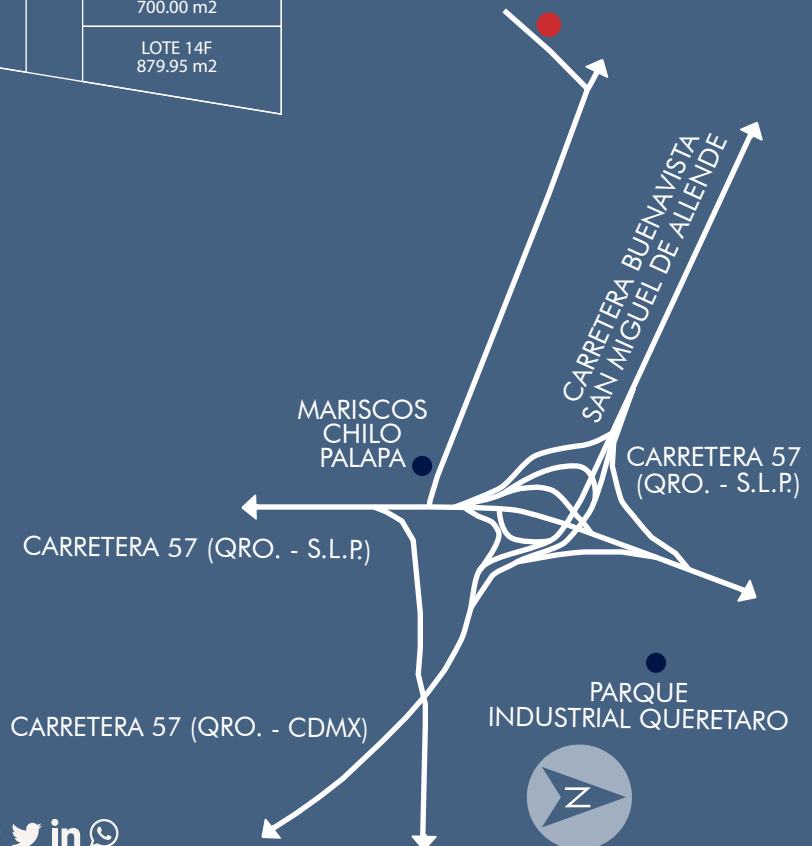 700.00 m2
LOTE 14F
879.95 m2
CARRETERA BUENAVISTA
SAN MIGUEL DE ALLENDE
MARISCOS
CHILO
PALAPA
CARRETERA 57
(QRO. - S.L.P.)
CARRETERA 57 (QRO. - S.L.P.)
PARQUE
INDUSTRIAL QUERETARO
CARRETERA 57 (QRO. - CDMX)
N
in